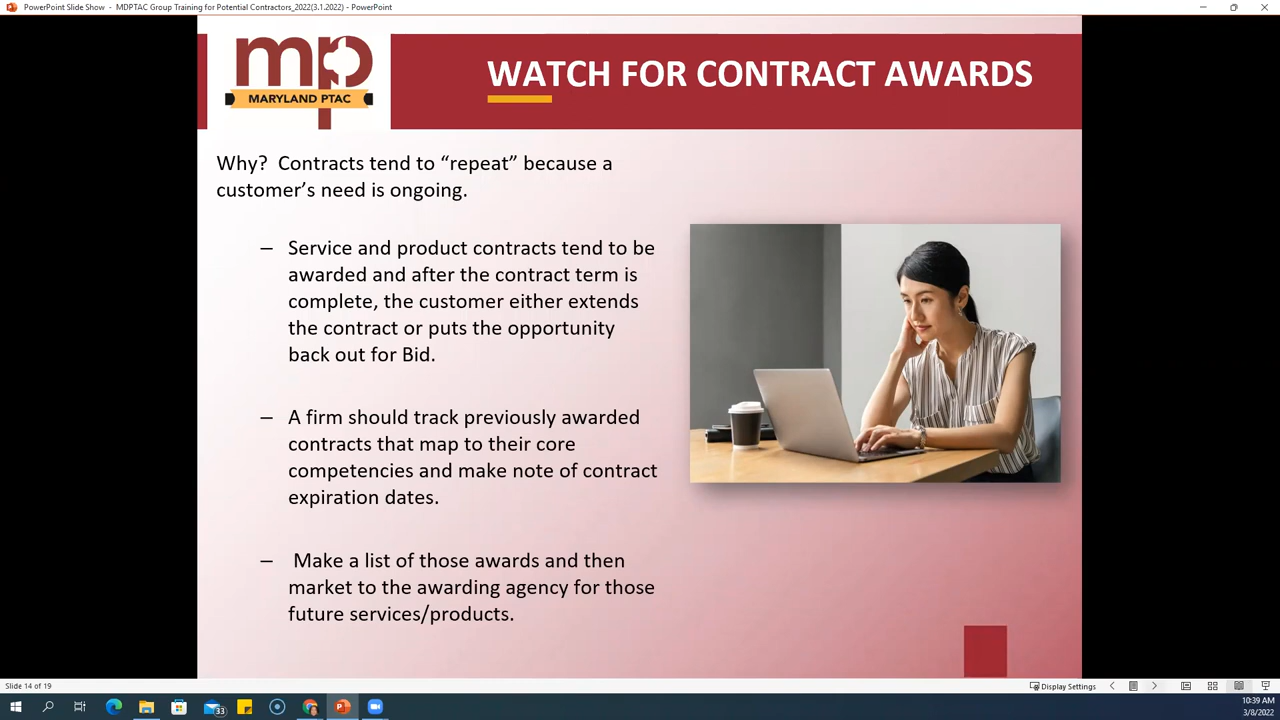 PowerPoint Slide Show - MDPTAC Group Training for Potential Contractors_2022(3.1.2022) - PowerPoint
mp
MARYLAND PTAC
WATCH FOR CONTRACT AWARDS
Why? Contracts tend to “repeat” because a
customer’s need is ongoing.
– Service and product contracts tend to be
awarded and after the contract term is
complete, the customer either extends
the contract or puts the opportunity
back out for Bid.
– A firm should track previously awarded
contracts that map to their core
competencies and make note of contract
expiration dates.
– Make a list of those awards and then
market to the awarding agency for those
future services/products.
Slide 14 of 19
Display Settings
33
10:39 AM
3/8/2022